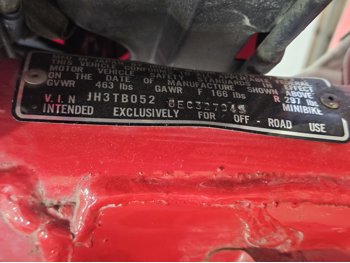 THIS VEHICLE CONFORMS TO ALL APPLICABLE FEDERAL
MOTOR VEHICLE SAFETY STANDARDS IN EFFECT
ON THE DATE OF MANUFACTURE SHOWN ABOVE
GVWR 463 lbs GAWR F 166 lbs R 297 lbs
V.I.N JH3TB052 MINIBIKE
INTENDED EXCLUSIVELY FOR OFF-ROAD USE